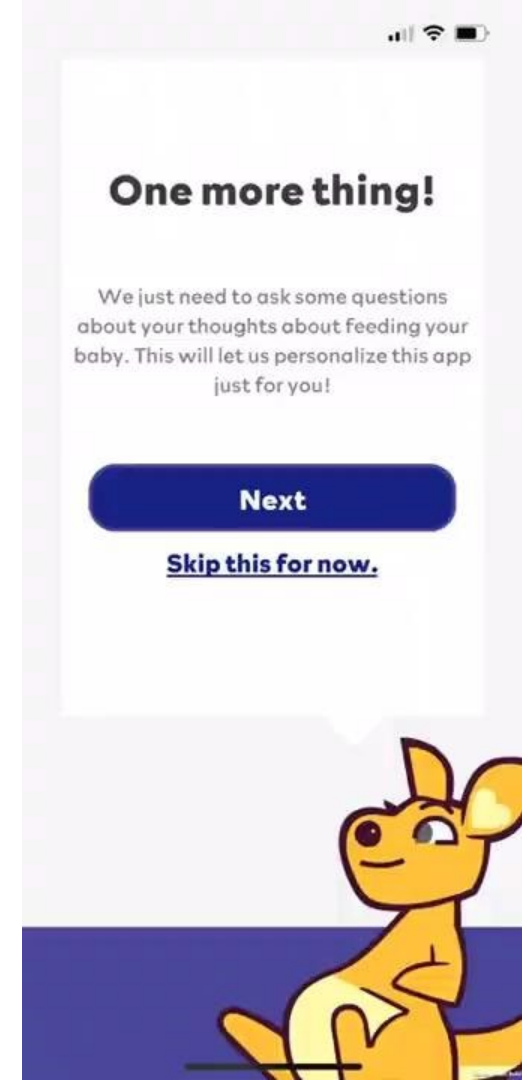 One more thing!
We just need to ask some questions
about your thoughts about feeding your
baby. This will let us personalize this app
just for you!
Next
Skip this for now.